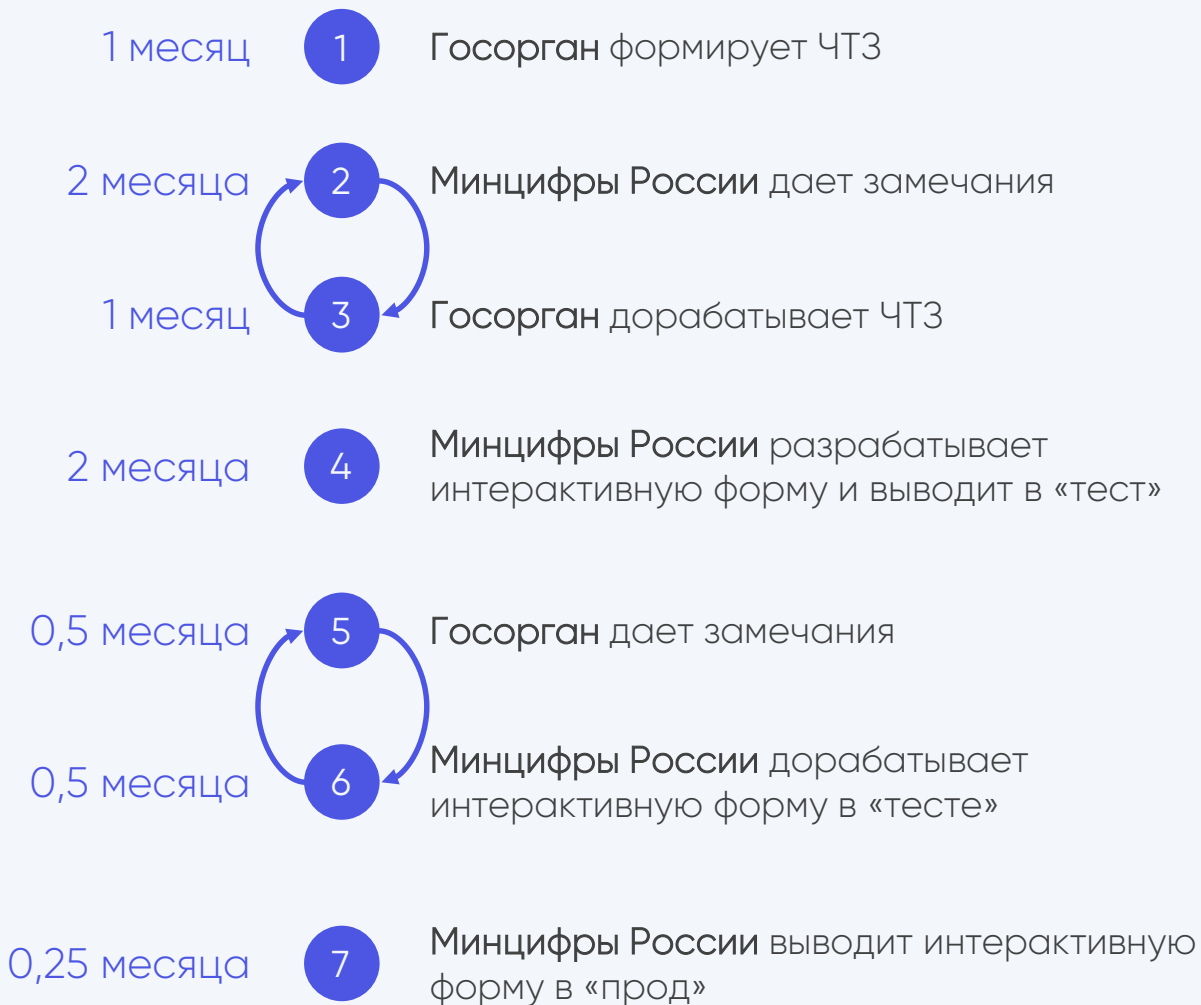 1 месяц 1 Госорган формирует ЧТЗ
2 месяца 2 Минцифры России дает замечания
1 месяц 3 Госорган дорабатывает ЧТЗ
2 месяца 4 Минцифры России разрабатывает
интерактивную форму и выводит в «тест»
0,5 месяца 5 Госорган дает замечания
0,5 месяца 6 Минцифры России дорабатывает
интерактивную форму в «тесте»
0,25 месяца 7 Минцифры России выводит интерактивную
форму в «прод»